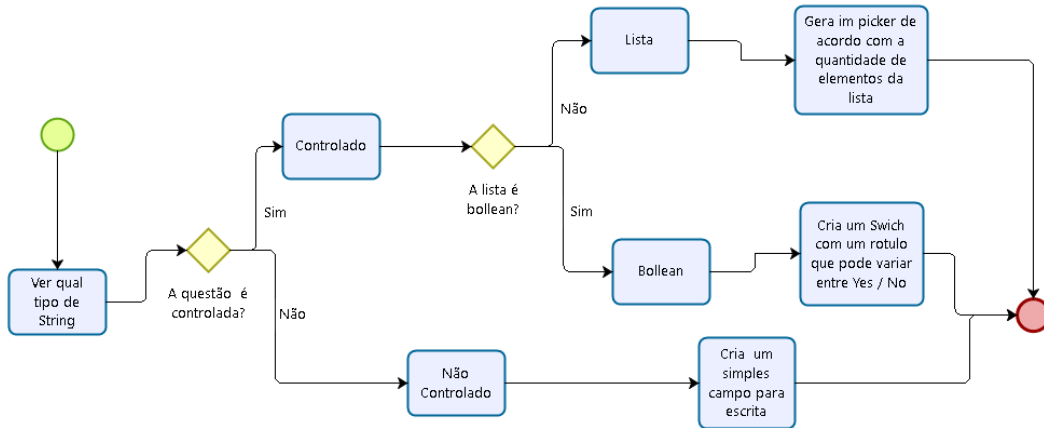 Ver qual
tipo de
String
A questão é
controlada?
Sim
Não
Controlado
A lista é
bollean?
Não
Sim
Lista
Gera im picker de
acordo com a
quantidade de
elementos da
lista
Bollean
Cria um Swich
com um rotulo
que pode variar
entre Yes / No
Não
Controlado
Cria um
simples
campo para
escrita